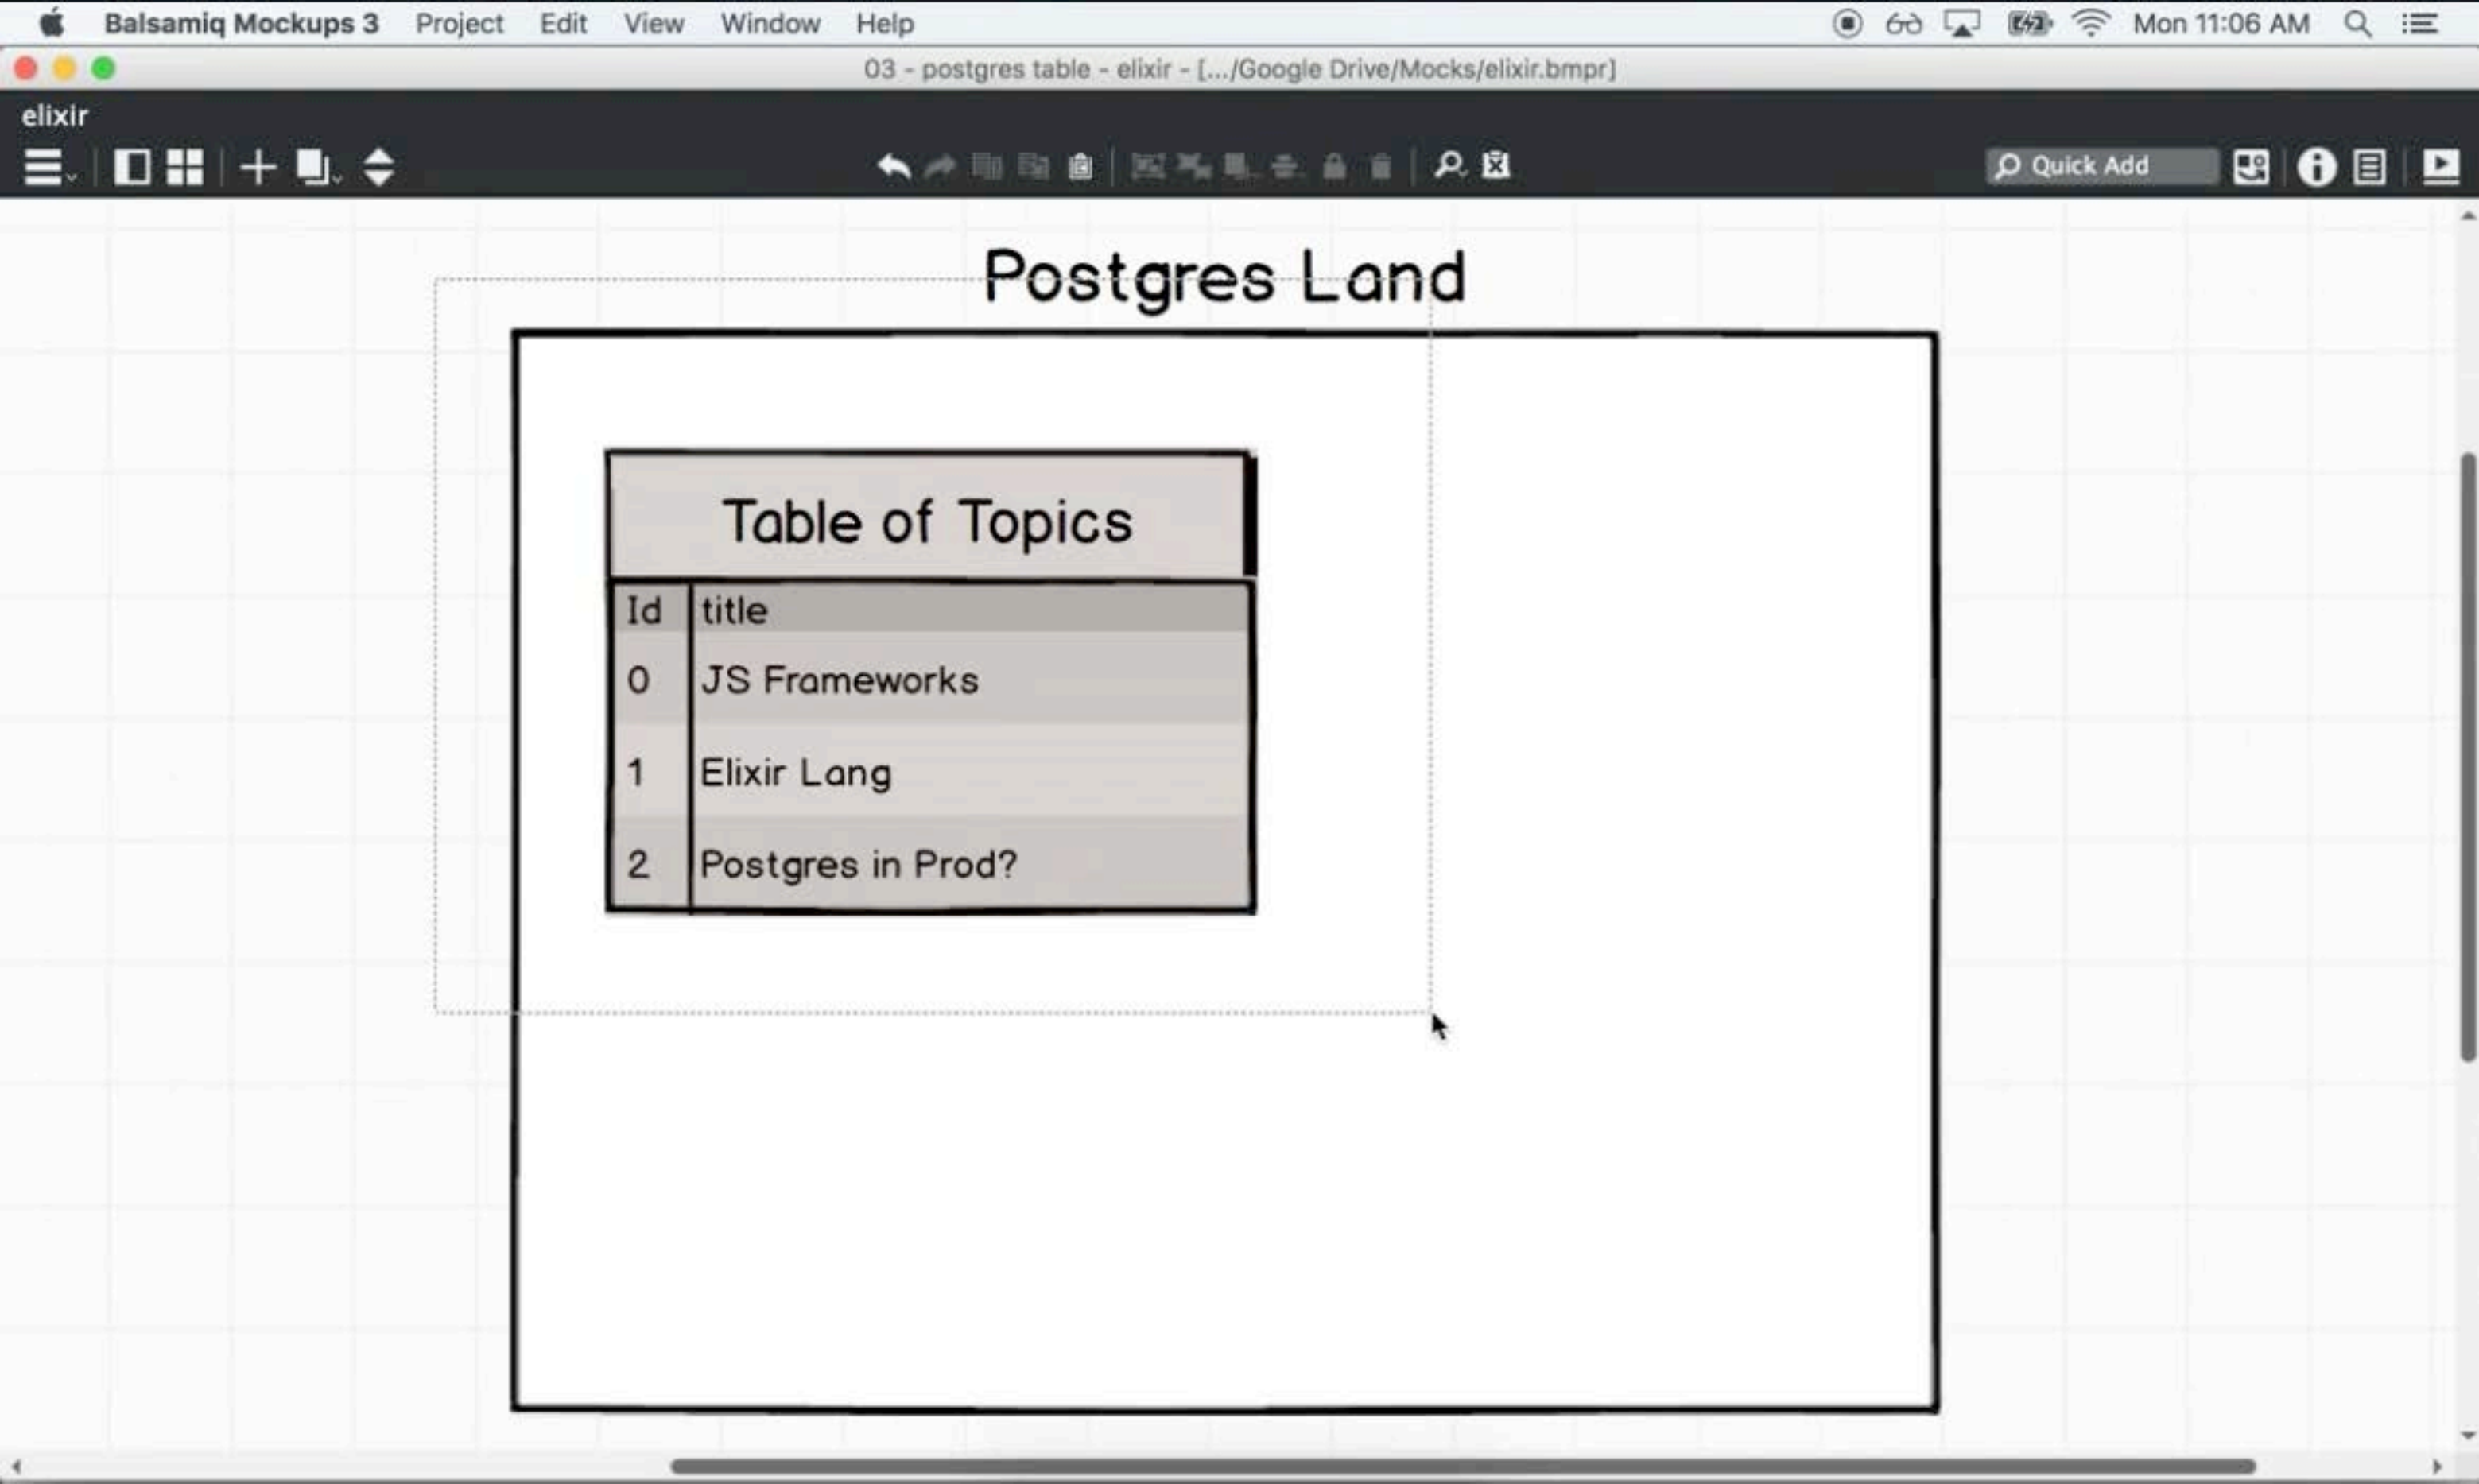 Balsamiq Mockups 3 Project Edit View Window Help Mon 11:06 AM
03 - postgres table - elixir - [.../Google Drive/Mocks/elixir.bmpr]
elixir
Quick Add
Postgres Land
Table of Topics
Id title
0 JS Frameworks
1 Elixir Lang
2 Postgres in Prod?